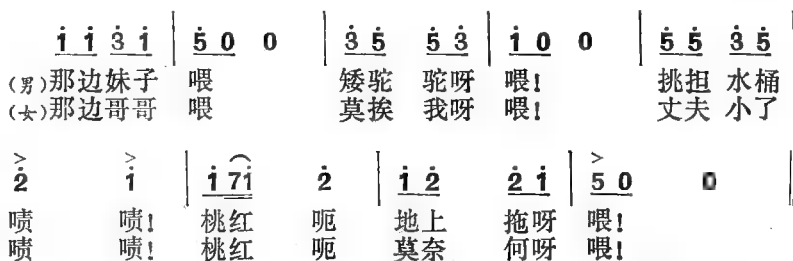 1 1 3 1 | 5 0 0 | 3 5 5 3 | 1 0 0 | 5 5 3 5
(男)那边妹子 喂 矮驼 驼呀 喂! 挑担 水桶
(女)那边哥哥 喂 莫挨 我呀 喂! 丈夫 小了
2 1 | 1 71 2 | 1 2 2 1 | 5 0 0
啧 啧! 桃红 呃 地上 拖呀 喂!
啧 啧! 桃红 呃 莫奈 何呀 喂!